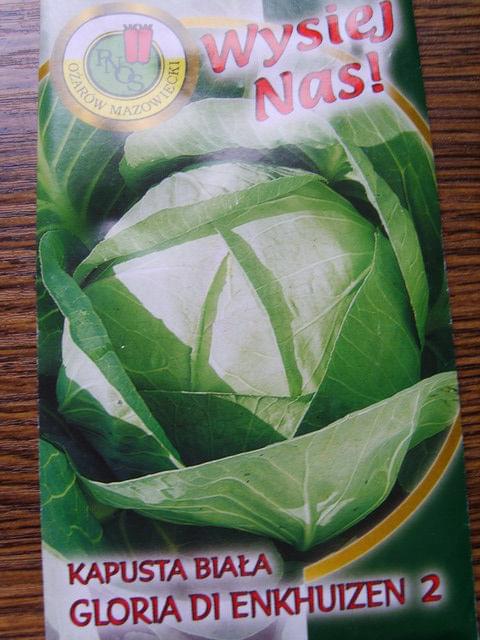 PNOS
OŻARÓW MAZOWIECKI
Wysiej
Nas!
KAPUSTA BIAŁA
GLORIA DI ENKHUIZEN 2